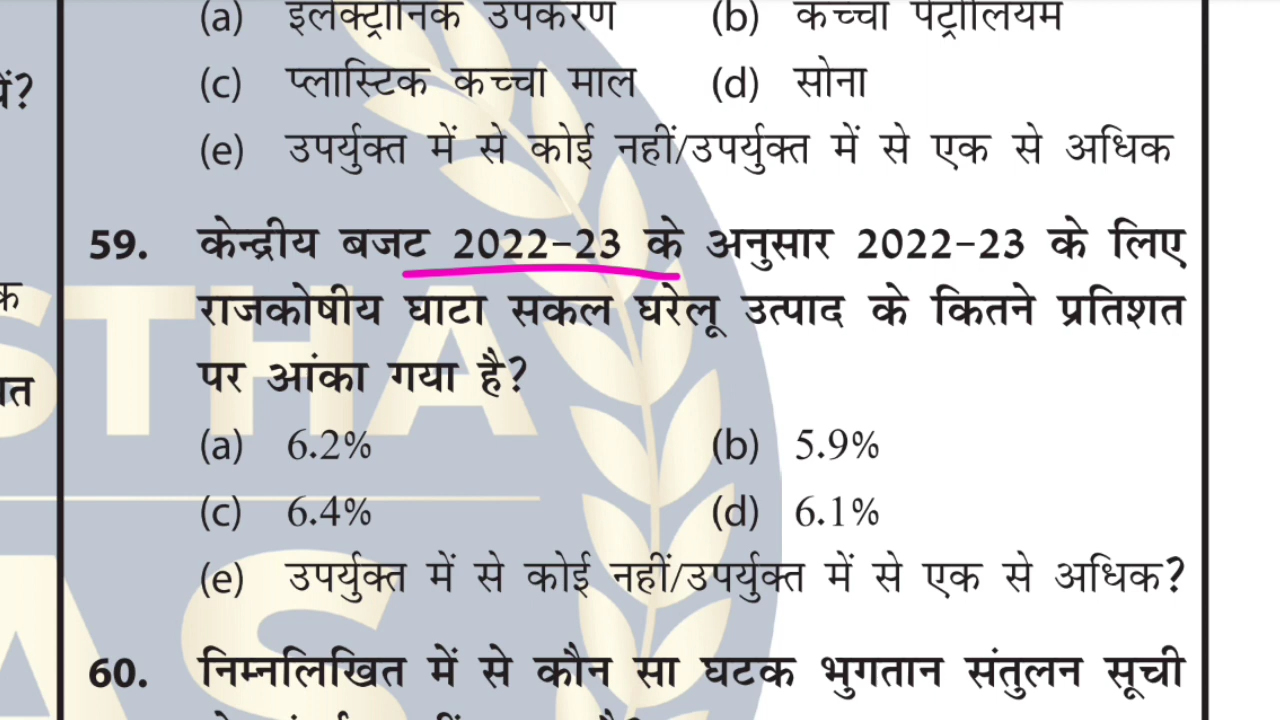 (a) इलेक्ट्रॉनिक उपकरण (b) कच्चा पेट्रोलियम
(c) प्लास्टिक कच्चा माल (d) सोना
(e) उपर्युक्त में से कोई नहीं/उपर्युक्त में से एक से अधिक
59. केन्द्रीय बजट 2022-23 के अनुसार 2022-23 के लिए
राजकोषीय घाटा सकल घरेलू उत्पाद के कितने प्रतिशत
पर आंका गया है?
(a) 6.2% (b) 5.9%
(c) 6.4% (d) 6.1%
(e) उपर्युक्त में से कोई नहीं/उपर्युक्त में से एक से अधिक?
60. निम्नलिखित में से कौन सा घटक भुगतान संतुलन सूची